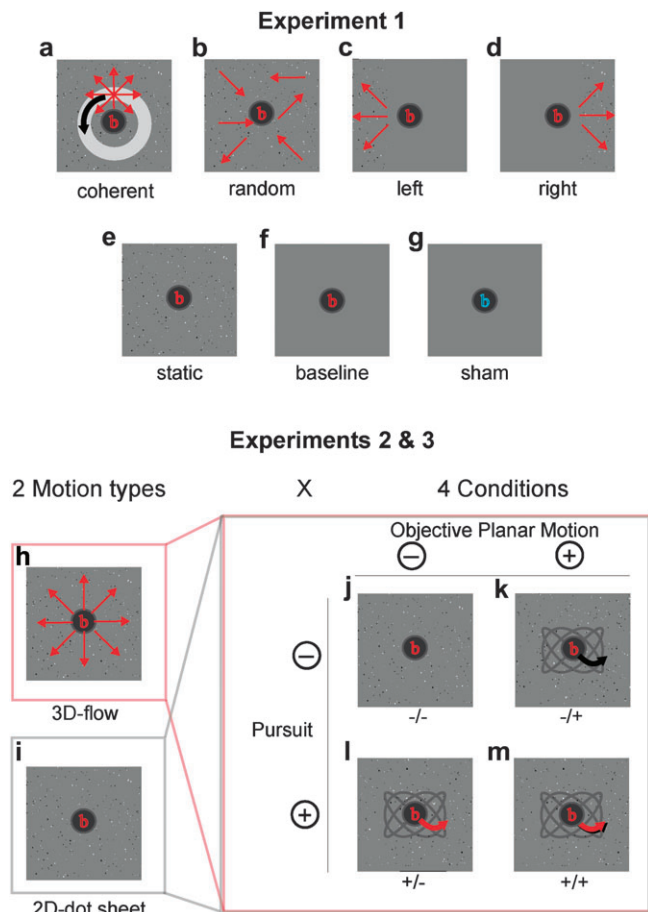 Experiment 1
a b c d
b b b b
coherent random left right
e f g
b b b
static baseline sham
Experiments 2 & 3
2 Motion types X 4 Conditions
Objective Planar Motion
− +
h j k
b b b
−
-/- -/+
3D-flow
Pursuit
i l m
b b b
+
+/- +/+
2D-dot sheet